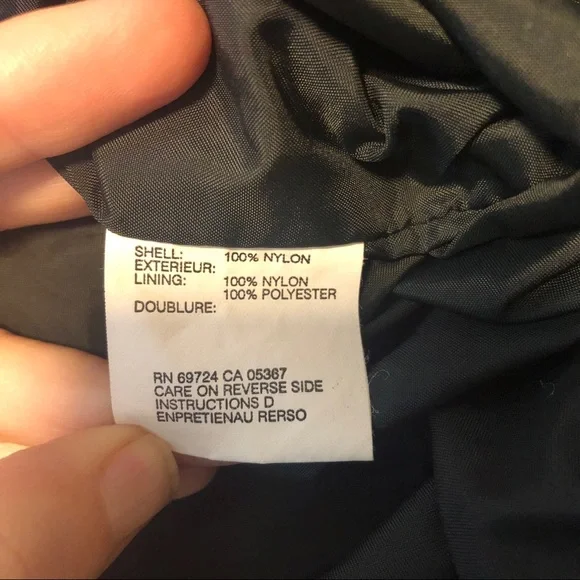 SHELL: 100% NYLON
EXTERIEUR:
LINING: 100% NYLON
100% POLYESTER
DOUBLURE:
RN 69724 CA 05367
CARE ON REVERSE SIDE
INSTRUCTIONS D
ENPRETIENAU RERSO